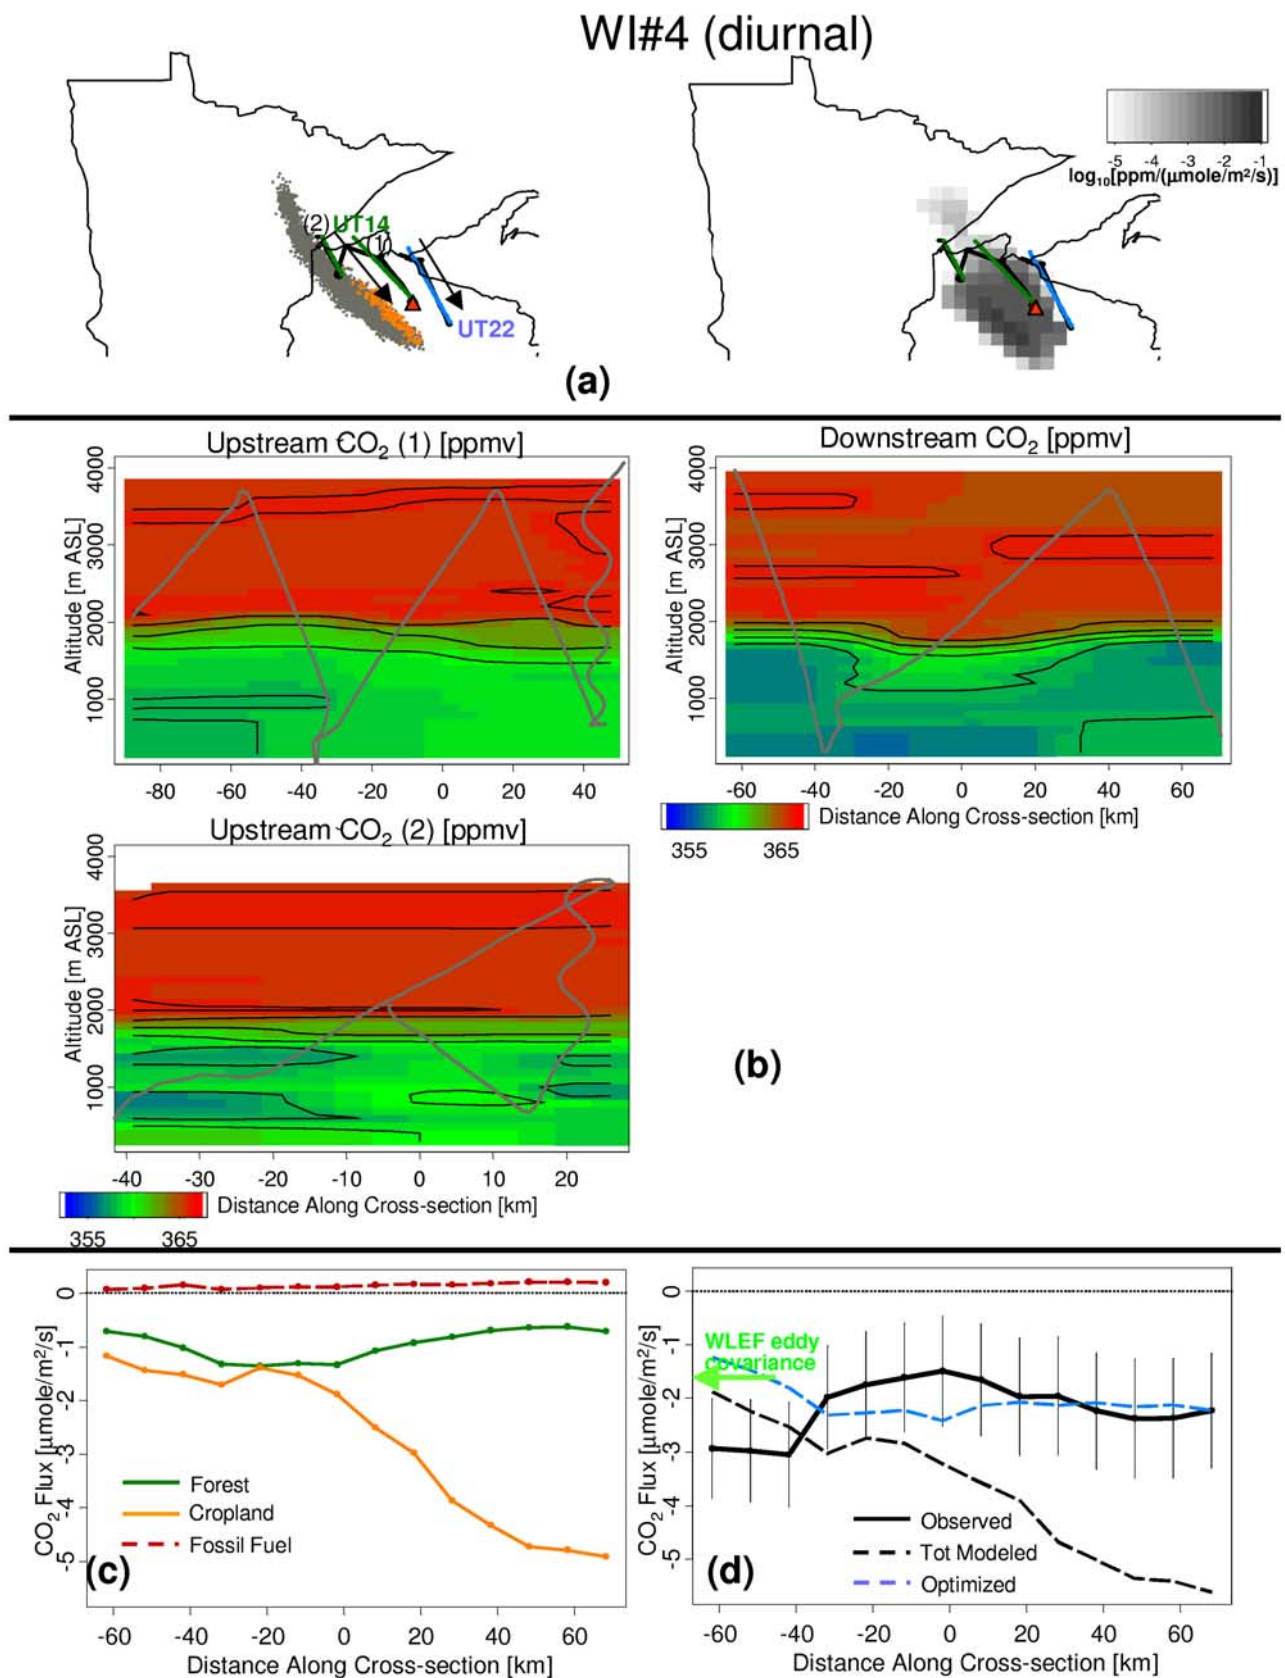 WI#4 (diurnal)
(2) UT14
(1)
UT22
-5 -4 -3 -2 -1
log10[ppm/(μmole/m²/s)]
(a)
Upstream CO2 (1) [ppmv]
Altitude [m ASL]
4000
3000
2000
1000
-80 -60 -40 -20 0 20 40
Downstream CO2 [ppmv]
Altitude [m ASL]
4000
3000
2000
1000
-60 -40 -20 0 20 40 60
Distance Along Cross-section [km]
355 365
Upstream CO2 (2) [ppmv]
Altitude [m ASL]
4000
3000
2000
1000
-40 -30 -20 -10 0 10 20
Distance Along Cross-section [km]
355 365
(b)
CO2 Flux [μmole/m²/s]
0
-1
-2
-3
-4
-5
Forest
Cropland
Fossil Fuel
(c)
-60 -40 -20 0 20 40 60
Distance Along Cross-section [km]
CO2 Flux [μmole/m²/s]
0
-1
-2
-3
-4
-5
WLEF eddy
covariance
Observed
Tot Modeled
Optimized
(d)
-60 -40 -20 0 20 40 60
Distance Along Cross-section [km]